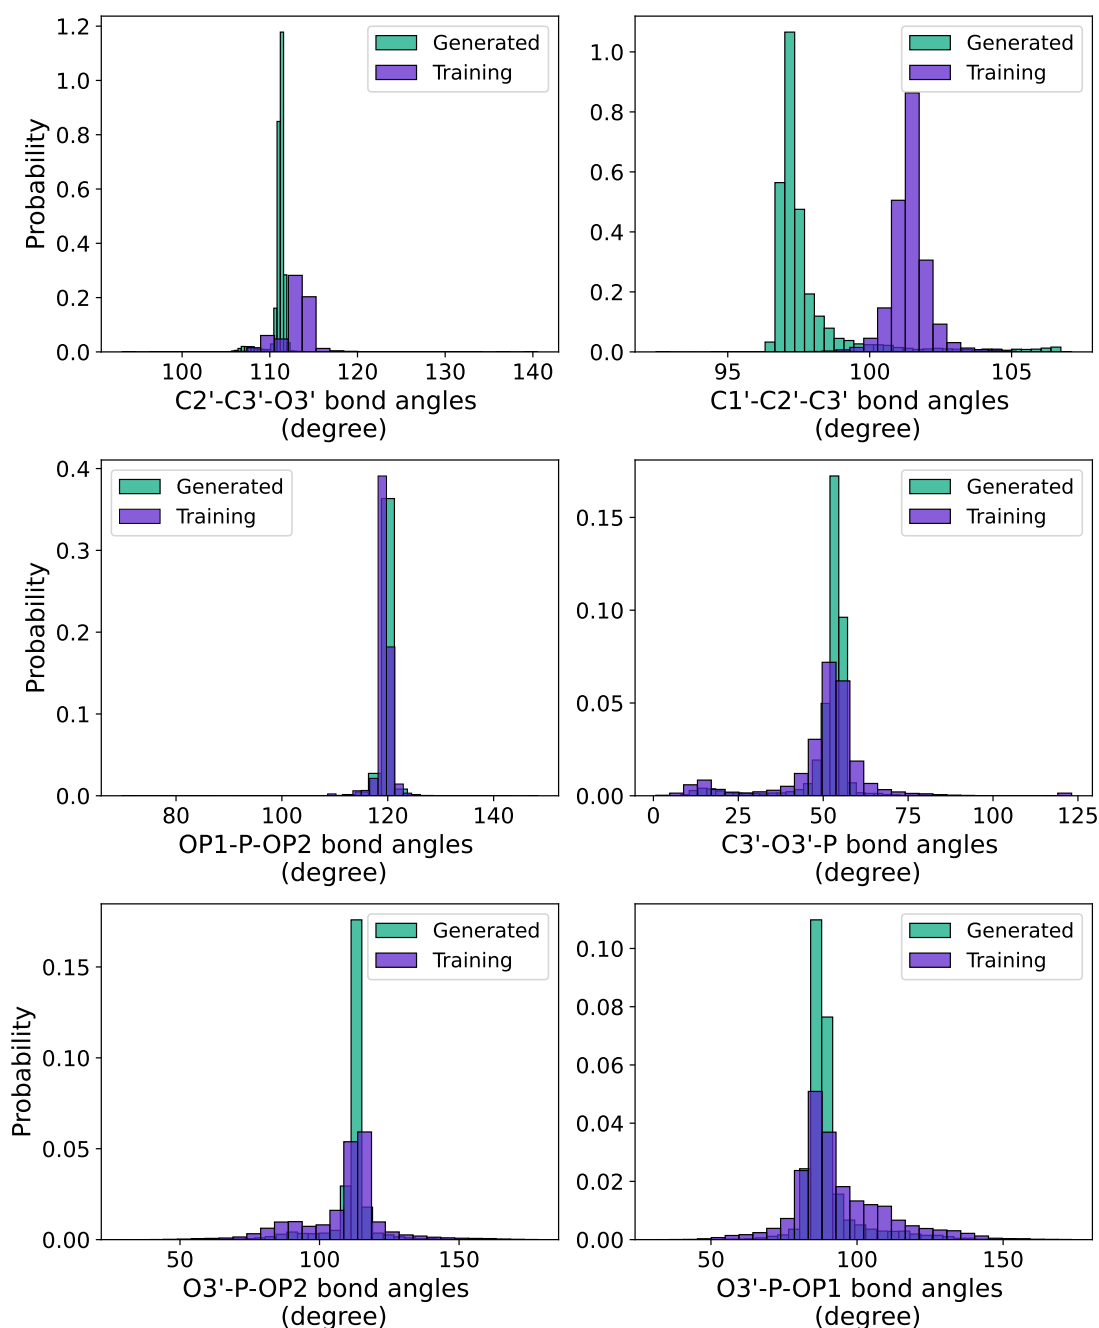 1.2
1.0
0.8
0.6
0.4
0.2
0.0
Probability
Generated
Training
100 110 120 130 140
C2'-C3'-O3' bond angles
(degree)
1.0
0.8
0.6
0.4
0.2
0.0
Generated
Training
95 100 105
C1'-C2'-C3' bond angles
(degree)
0.4
0.3
0.2
0.1
0.0
Probability
Generated
Training
80 100 120 140
OP1-P-OP2 bond angles
(degree)
0.15
0.10
0.05
0.00
Generated
Training
0 25 50 75 100 125
C3'-O3'-P bond angles
(degree)
0.15
0.10
0.05
0.00
Probability
Generated
Training
50 100 150
O3'-P-OP2 bond angles
(degree)
0.10
0.08
0.06
0.04
0.02
0.00
Generated
Training
50 100 150
O3'-P-OP1 bond angles
(degree)